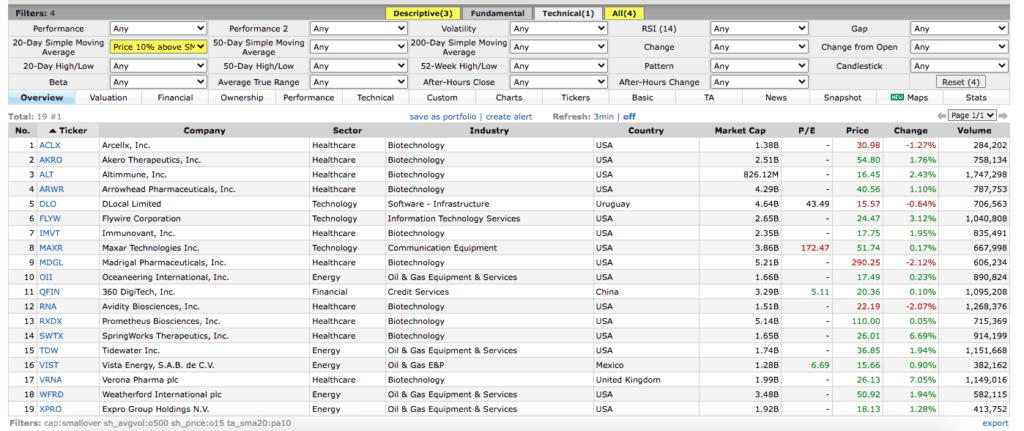 Filters: 4 Descriptive(3) Fundamental Technical(1) All(4)
Performance Any Performance 2 Any Volatility Any RSI (14) Any Gap Any
20-Day Simple Moving Average Price 10% above SM 50-Day Simple Moving Average Any 200-Day Simple Moving Average Any Change Any Change from Open Any
20-Day High/Low Any 50-Day High/Low Any 52-Week High/Low Any Pattern Any Candlestick Any
Beta Any Average True Range Any After-Hours Close Any After-Hours Change Any Reset (4)
Overview Valuation Financial Ownership Performance Technical Custom Charts Tickers Basic TA News Snapshot NEW Maps Stats
Total: 19 #1 save as portfolio | create alert Refresh: 3min | off Page 1/1
No. Ticker Company Sector Industry Country Market Cap P/E Price Change Volume
1 ACLX Arcellx, Inc. Healthcare Biotechnology USA 1.38B - 30.98 -1.27% 284,202
2 AKRO Akero Therapeutics, Inc. Healthcare Biotechnology USA 2.51B - 54.80 1.76% 758,134
3 ALT Altimmune, Inc. Healthcare Biotechnology USA 826.12M - 16.45 2.43% 1,747,298
4 ARWR Arrowhead Pharmaceuticals, Inc. Healthcare Biotechnology USA 4.29B - 40.56 1.10% 787,753
5 DLO DLocal Limited Technology Software - Infrastructure Uruguay 4.64B 43.49 15.57 -0.64% 706,563
6 FLYW Flywire Corporation Technology Information Technology Services USA 2.65B - 24.47 3.12% 1,040,808
7 IMVT Immunovant, Inc. Healthcare Biotechnology USA 2.35B - 17.75 1.95% 835,491
8 MAXR Maxar Technologies Inc. Technology Communication Equipment USA 3.86B 172.47 51.74 0.17% 667,998
9 MDGL Madrigal Pharmaceuticals, Inc. Healthcare Biotechnology USA 5.21B - 290.25 -2.12% 606,234
10 OII Oceaneering International, Inc. Energy Oil & Gas Equipment & Services USA 1.66B - 17.49 0.23% 890,824
11 QFIN 360 DigiTech, Inc. Financial Credit Services China 3.29B 5.11 20.36 0.10% 1,095,208
12 RNA Avidity Biosciences, Inc. Healthcare Biotechnology USA 1.51B - 22.19 -2.07% 1,268,376
13 RXDX Prometheus Biosciences, Inc. Healthcare Biotechnology USA 5.14B - 110.00 0.05% 715,369
14 SWTX SpringWorks Therapeutics, Inc. Healthcare Biotechnology USA 1.65B - 26.01 6.69% 914,199
15 TDW Tidewater Inc. Energy Oil & Gas Equipment & Services USA 1.74B - 36.85 1.94% 1,151,668
16 VIST Vista Energy, S.A.B. de C.V. Energy Oil & Gas E&P Mexico 1.28B 6.69 15.66 0.90% 382,162
17 VRNA Verona Pharma plc Healthcare Biotechnology United Kingdom 1.99B - 26.13 7.05% 1,149,016
18 WFRD Weatherford International plc Energy Oil & Gas Equipment & Services USA 3.48B - 50.92 1.94% 582,115
19 XPRO Expro Group Holdings N.V. Energy Oil & Gas Equipment & Services USA 1.92B - 18.13 1.28% 413,752
Filters: cap:smallover sh_avgvol:o500 sh_price:o15 ta_sma20:pa10 export